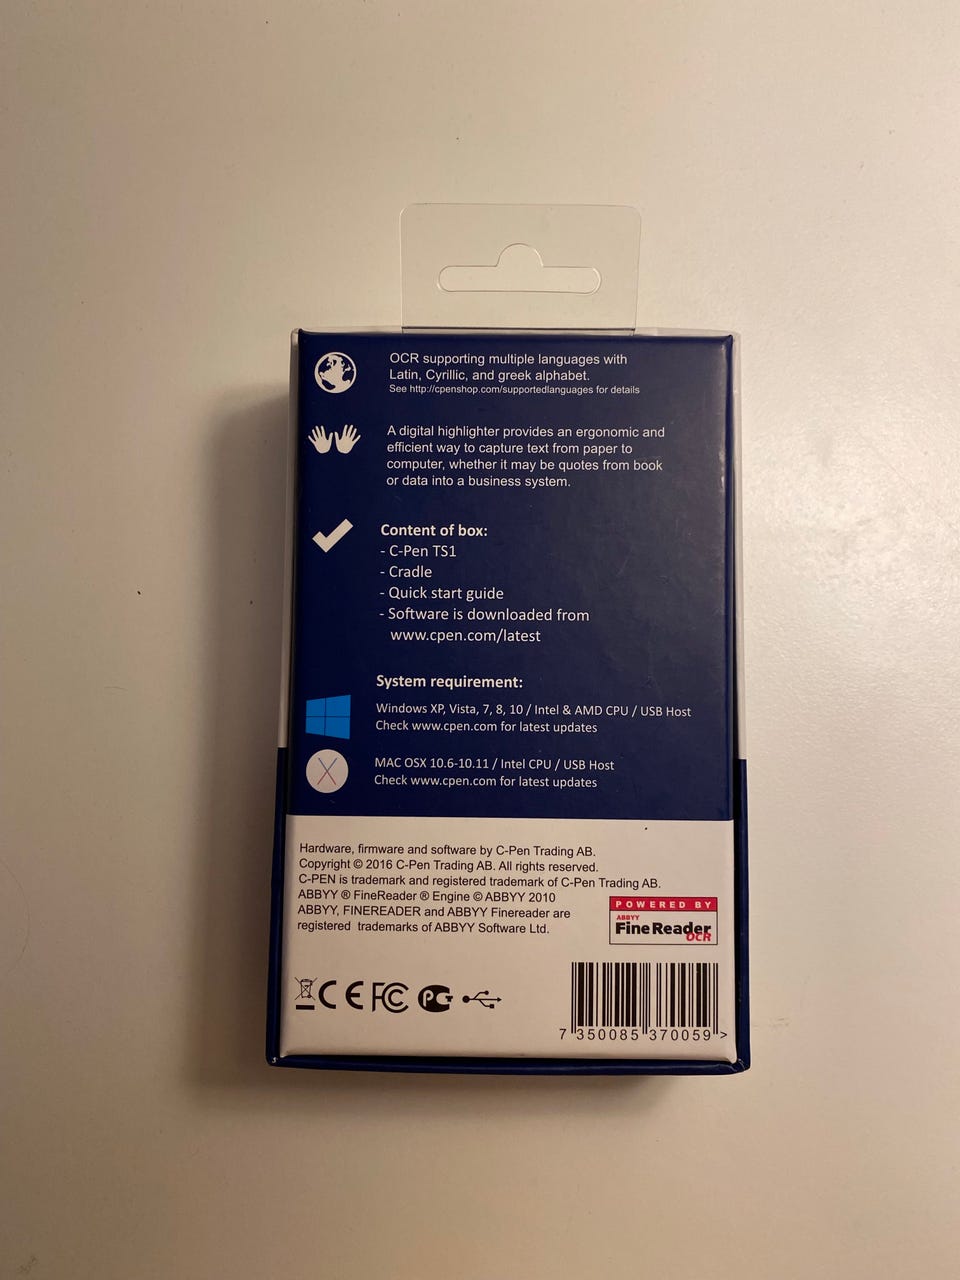 OCR supporting multiple languages with
Latin, Cyrillic, and greek alphabet.
See http://cpenshop.com/supportedlanguages for details
A digital highlighter provides an ergonomic and
efficient way to capture text from paper to
computer, whether it may be quotes from book
or data into a business system.
Content of box:
- C-Pen TS1
- Cradle
- Quick start guide
- Software is downloaded from
www.cpen.com/latest
System requirement:
Windows XP, Vista, 7, 8, 10 / Intel & AMD CPU / USB Host
Check www.cpen.com for latest updates
X
MAC OSX 10.6-10.11 / Intel CPU / USB Host
Check www.cpen.com for latest updates
Hardware, firmware and software by C-Pen Trading AB.
Copyright © 2016 C-Pen Trading AB. All rights reserved.
C-PEN is trademark and registered trademark of C-Pen Trading AB.
ABBYY ® FineReader ® Engine © ABBYY 2010
ABBYY, FINEREADER and ABBYY Finereader are
registered trademarks of ABBYY Software Ltd.
POWERED BY
ABBYY
FineReader
OCR
CE FC PG
7 350085 370059 >